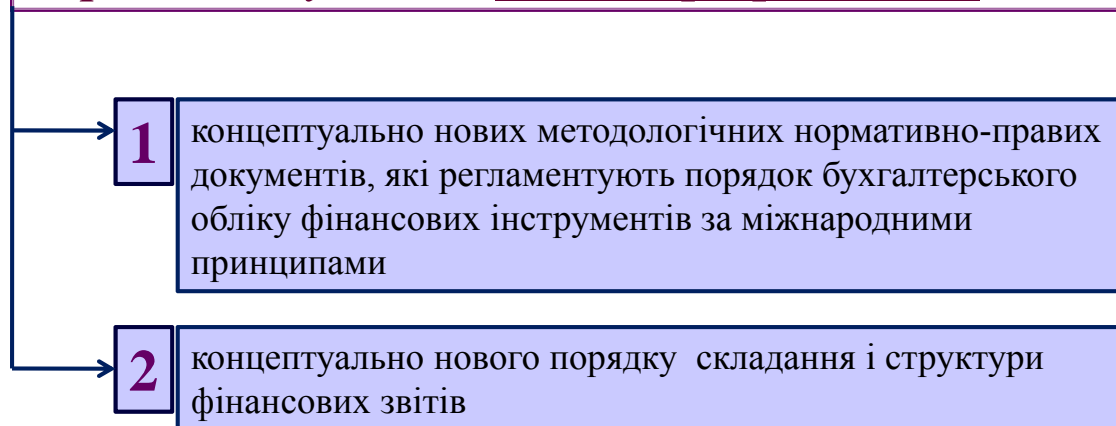 1
концептуально нових методологічних нормативно-правих
документів, які регламентують порядок бухгалтерського
обліку фінансових інструментів за міжнародними
принципами
2
концептуально нового порядку складання і структури
фінансових звітів